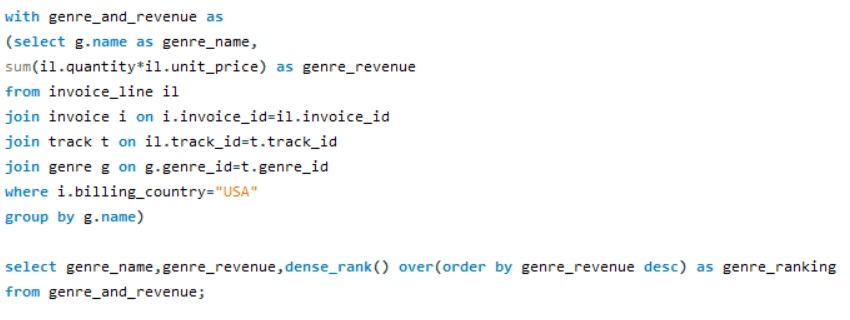 with genre_and_revenue as
(select g.name as genre_name,
sum(il.quantity*il.unit_price) as genre_revenue
from invoice_line il
join invoice i on i.invoice_id=il.invoice_id
join track t on il.track_id=t.track_id
join genre g on g.genre_id=t.genre_id
where i.billing_country="USA"
group by g.name)
select genre_name,genre_revenue,dense_rank() over(order by genre_revenue desc) as genre_ranking
from genre_and_revenue;